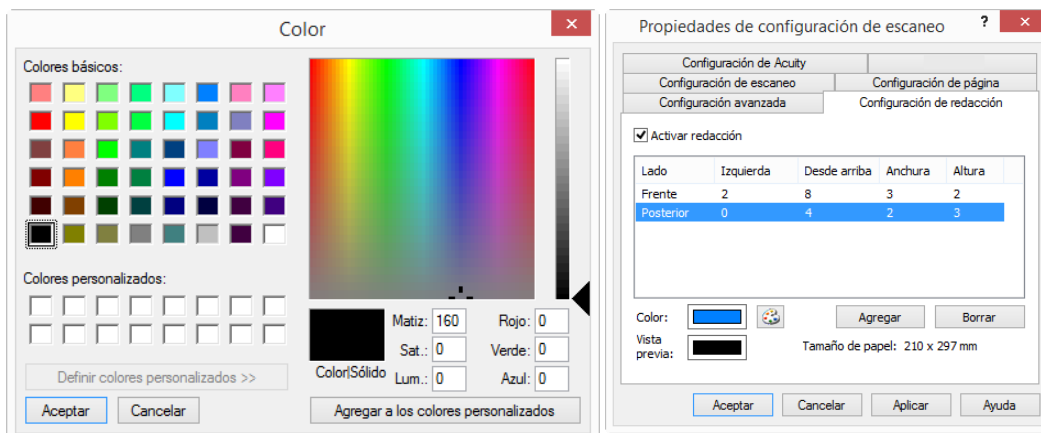 Color
Colores básicos:
Colores personalizados:
Matiz: 160 Rojo: 0
Sat.: 0 Verde: 0
Color|Sólido Lum.: 0 Azul: 0
Definir colores personalizados >>
Aceptar Cancelar Agregar a los colores personalizados
Propiedades de configuración de escaneo ? ×
Configuración de Acuity
Configuración de escaneo Configuración de página
Configuración avanzada Configuración de redacción
Activar redacción
Lado Izquierda Desde arriba Anchura Altura
Frente 2 8 3 2
Posterior 0 4 2 3
Color: Agregar Borrar
Vista
previa: Tamaño de papel: 210 x 297 mm
Aceptar Cancelar Aplicar Ayuda